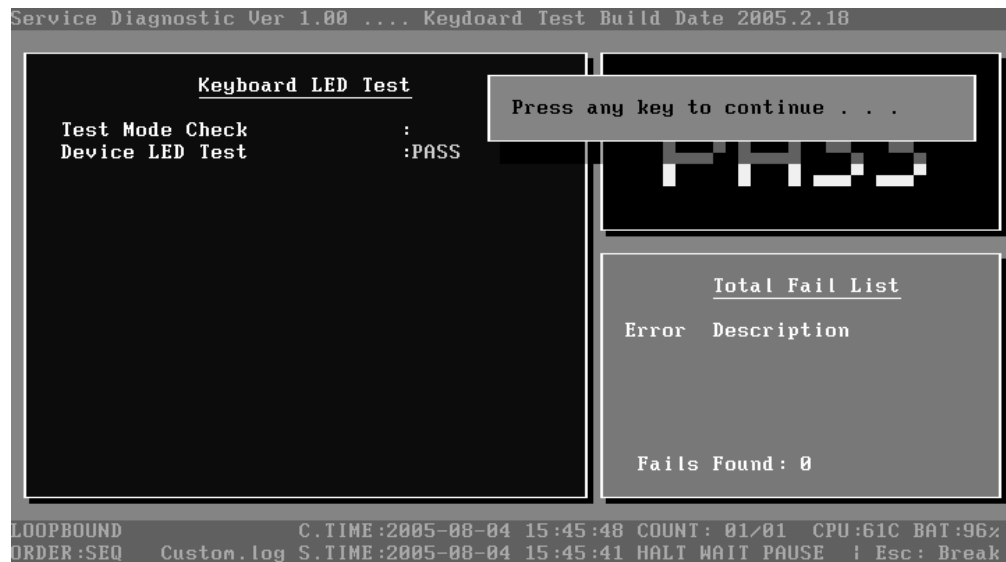 Service Diagnostic Ver 1.00 .... Keydoard Test Build Date 2005.2.18
Keyboard LED Test
Test Mode Check :
Device LED Test :PASS
Press any key to continue . . .
PASS
Total Fail List
Error Description
Fails Found: 0
LOOPBOUND C.TIME:2005-08-04 15:45:48 COUNT: 01/01 CPU:61C BAT:96%
ORDER:SEQ Custom.log S.TIME:2005-08-04 15:45:41 HALT WAIT PAUSE ¦ Esc: Break